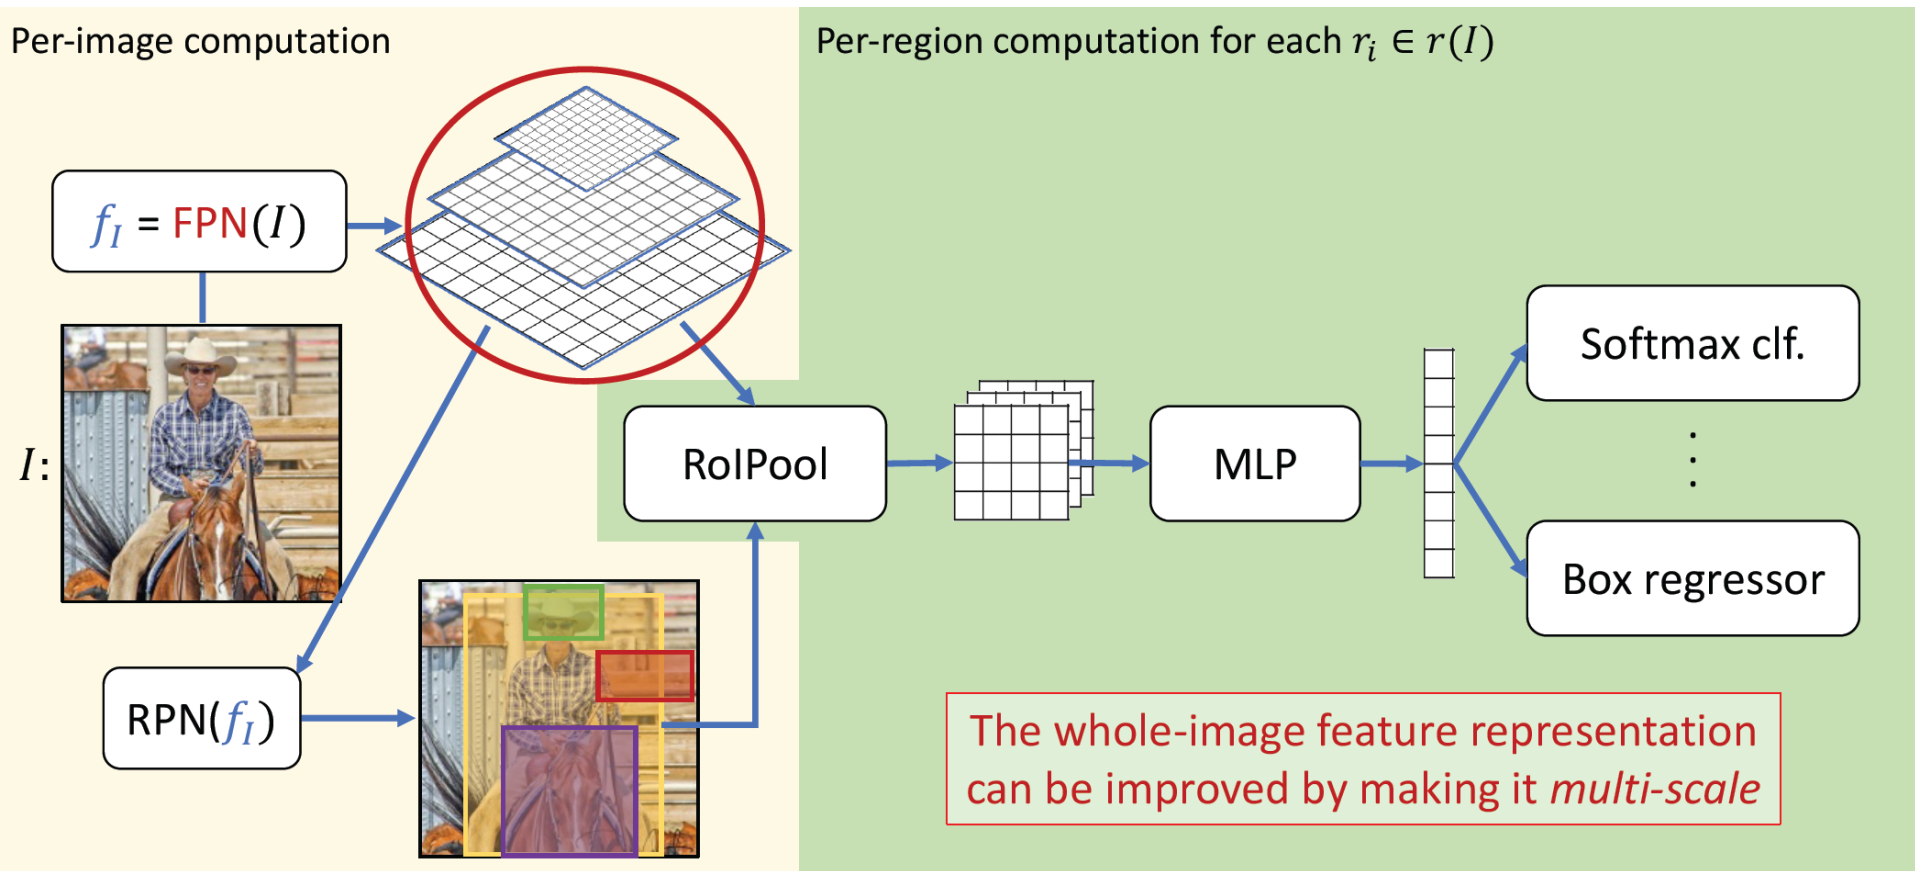 Per-image computation
Per-region computation for each r_i ∈ r(I)
f_I = FPN(I)
I:
RoIPool
MLP
Softmax clf.
⋮
Box regressor
RPN(f_I)
The whole-image feature representation
can be improved by making it multi-scale